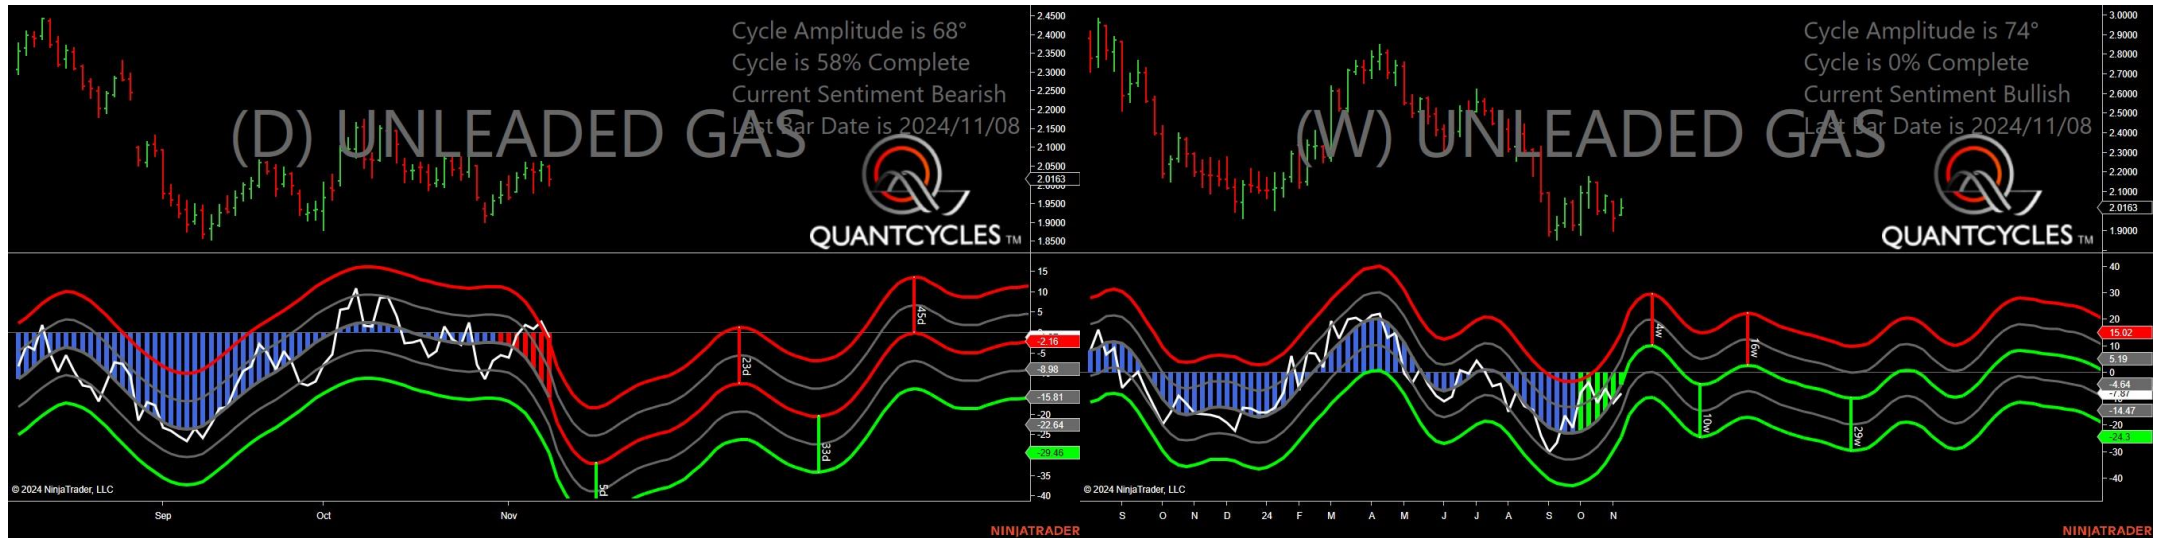 Cycle Amplitude is 68°
Cycle is 58% Complete
Current Sentiment Bearish
Last Bar Date is 2024/11/08
(D) UNLEADED GAS
QUANTCYCLES TM
2.4500
2.4000
2.3500
2.3000
2.2500
2.2000
2.1500
2.1000
2.0500
2.0163
2.0000
1.9500
1.9000
1.8500
15
10
5
-2.16
-5
-8.98
-15.81
-20
-22.64
-25
-29.46
-35
-40
5d
23d
33d
45d
© 2024 NinjaTrader, LLC
Sep Oct Nov
NINJATRADER
Cycle Amplitude is 74°
Cycle is 0% Complete
Current Sentiment Bullish
Last Bar Date is 2024/11/08
(W) UNLEADED GAS
QUANTCYCLES TM
3.0000
2.9000
2.8000
2.7000
2.6000
2.5000
2.4000
2.3000
2.2000
2.1000
2.0163
1.9000
40
30
20
15.02
10
5.19
0
-4.64
-7.87
-14.47
-20
-24.3
-30
-40
4w
10w
16w
29w
© 2024 NinjaTrader, LLC
S O N D 24 F M A M J J A S O N
NINJATRADER